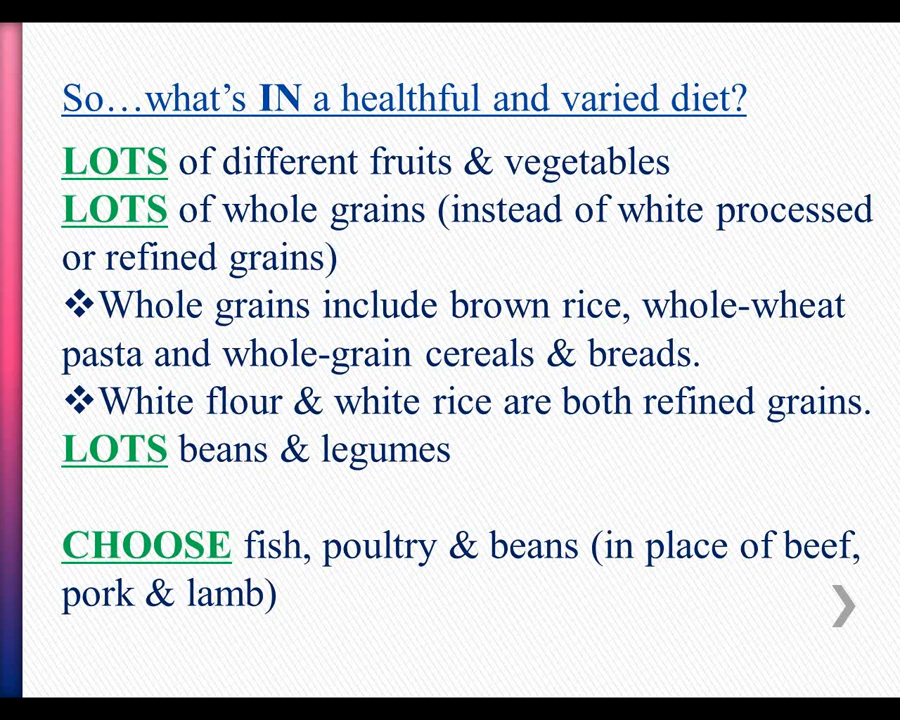 So…what’s IN a healthful and varied diet?
LOTS of different fruits & vegetables
LOTS of whole grains (instead of white processed
or refined grains)
❖Whole grains include brown rice, whole-wheat
pasta and whole-grain cereals & breads.
❖White flour & white rice are both refined grains.
LOTS beans & legumes
CHOOSE fish, poultry & beans (in place of beef,
pork & lamb)